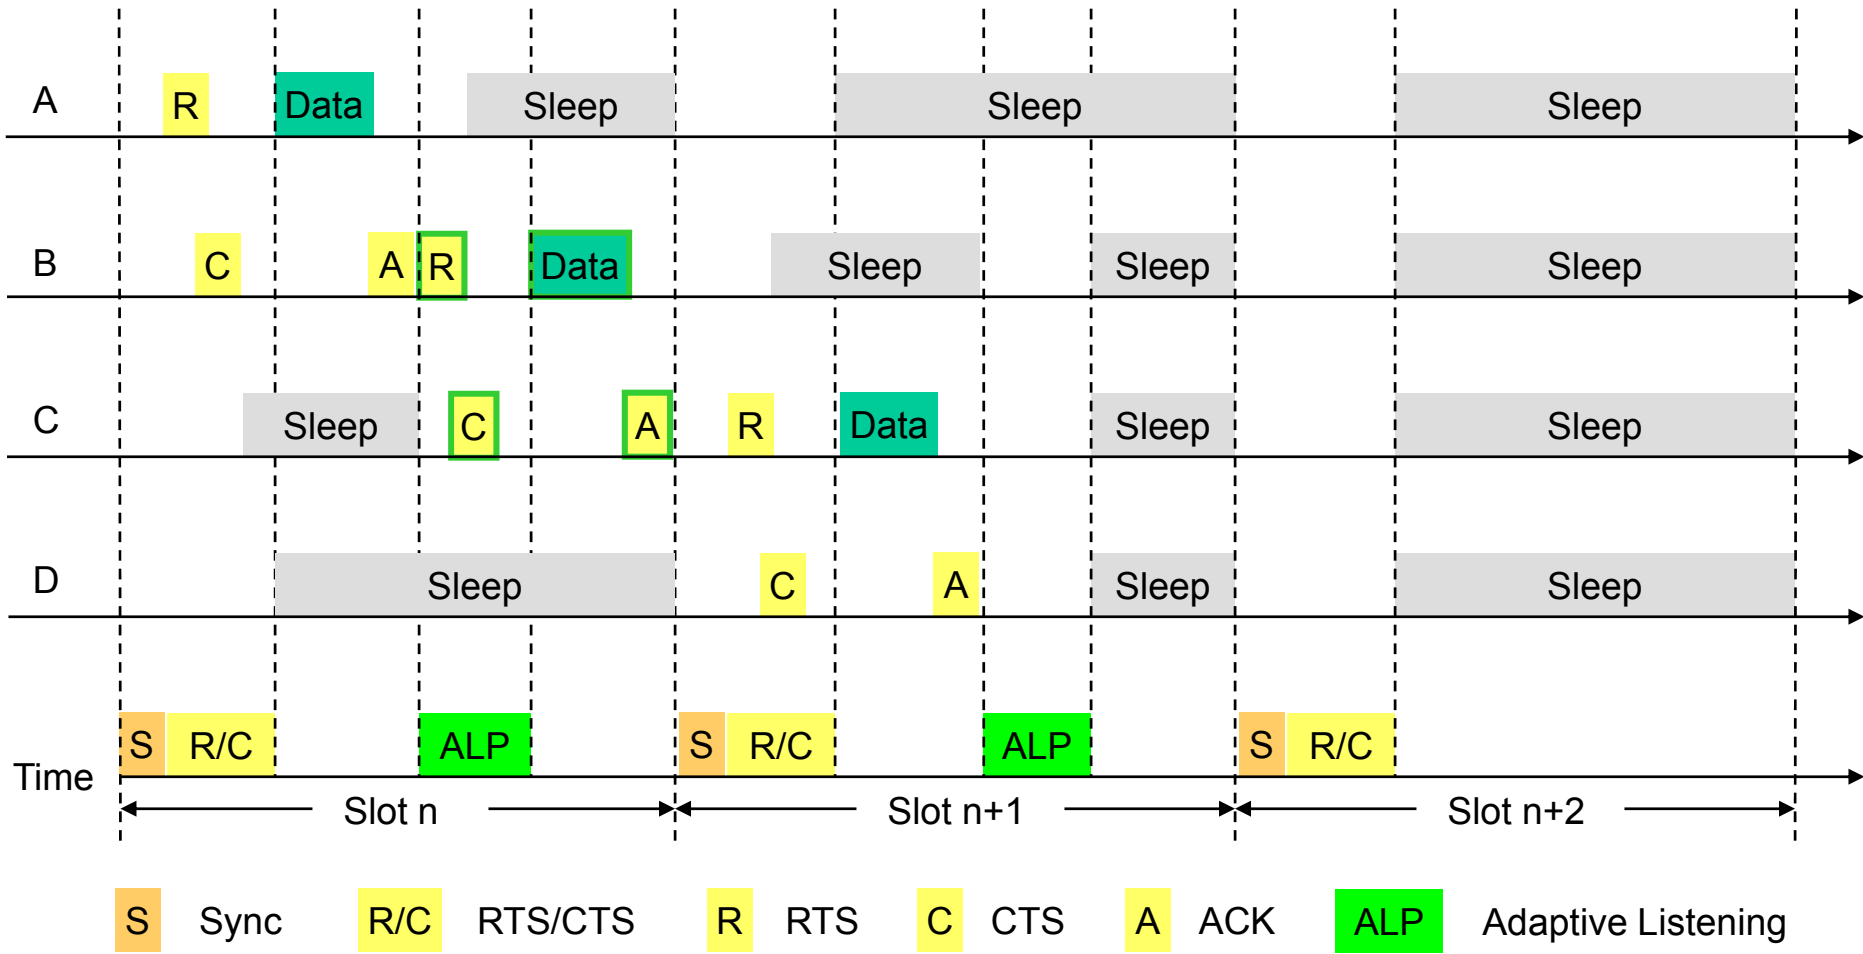 A R Data Sleep Sleep Sleep
B C A R Data Sleep Sleep Sleep
C Sleep C A R Data Sleep Sleep
D Sleep C A Sleep Sleep
Time S R/C ALP S R/C ALP S R/C
Slot n Slot n+1 Slot n+2
S Sync R/C RTS/CTS R RTS C CTS A ACK ALP Adaptive Listening